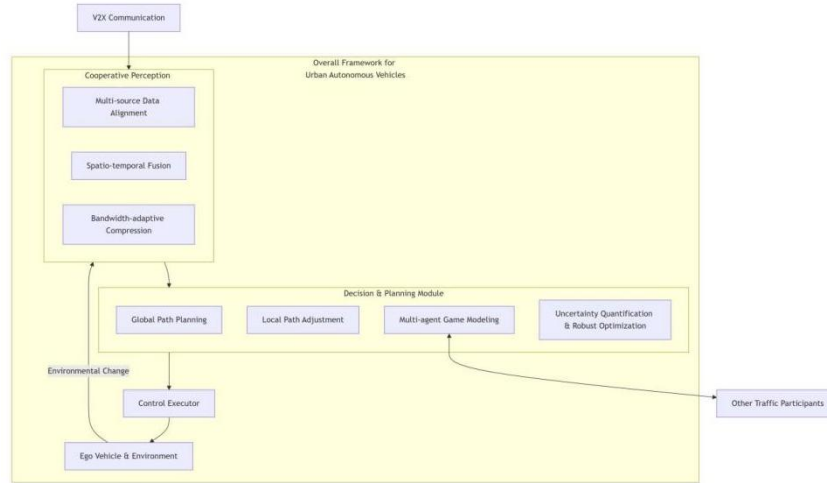 V2X Communication
Overall Framework for
Urban Autonomous Vehicles
Cooperative Perception
Multi-source Data
Alignment
Spatio-temporal Fusion
Bandwidth-adaptive
Compression
Decision & Planning Module
Global Path Planning
Local Path Adjustment
Multi-agent Game Modeling
Uncertainty Quantification
& Robust Optimization
Environmental Change
Control Executor
Other Traffic Participants
Ego Vehicle & Environment